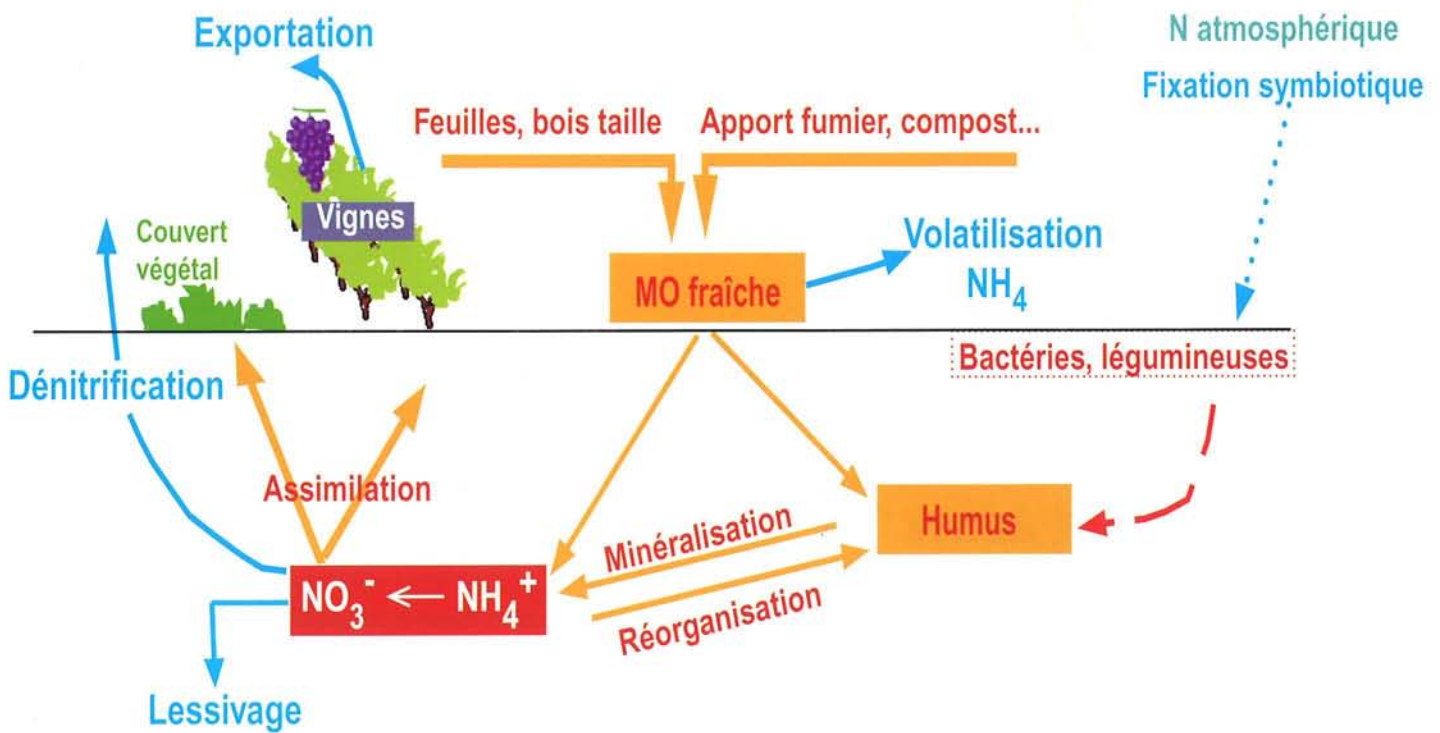 Exportation
N atmosphérique
Fixation symbiotique
Feuilles, bois taille
Apport fumier, compost...
Vignes
Couvert
végétal
Volatilisation
NH4
MO fraîche
Bactéries, légumineuses
Dénitrification
Assimilation
Humus
Minéralisation
NO3- ← NH4+
Réorganisation
Lessivage